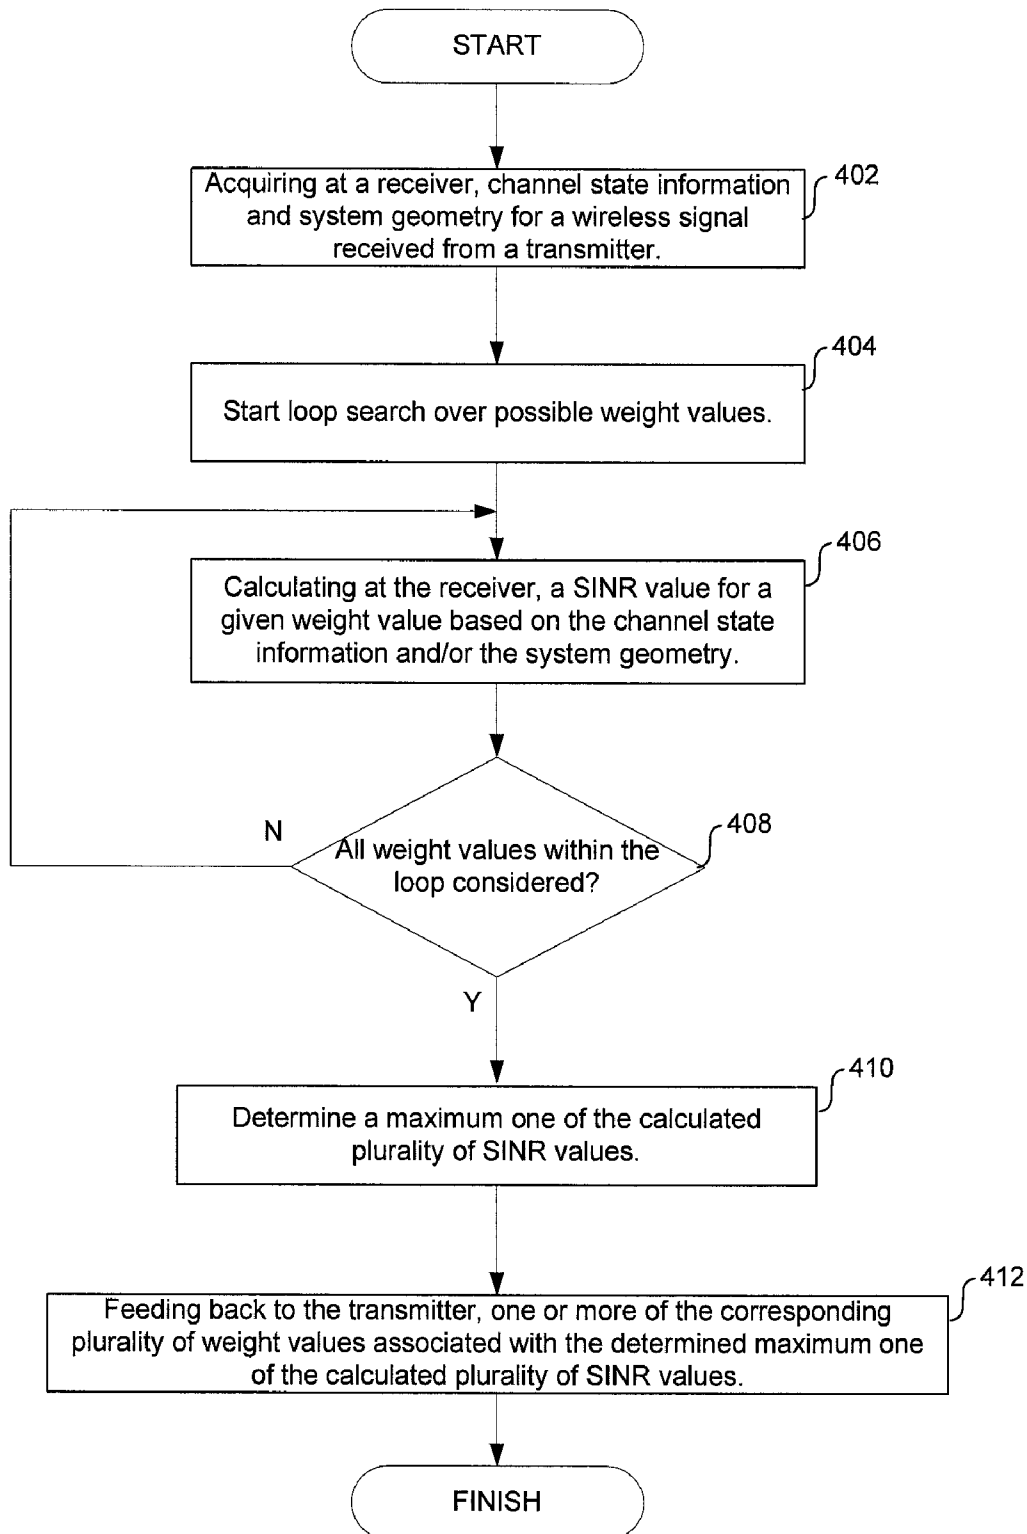 START
402
Acquiring at a receiver, channel state information
and system geometry for a wireless signal
received from a transmitter.
404
Start loop search over possible weight values.
406
Calculating at the receiver, a SINR value for a
given weight value based on the channel state
information and/or the system geometry.
N
408
All weight values within the
loop considered?
Y
410
Determine a maximum one of the calculated
plurality of SINR values.
412
Feeding back to the transmitter, one or more of the corresponding
plurality of weight values associated with the determined maximum one
of the calculated plurality of SINR values.
FINISH